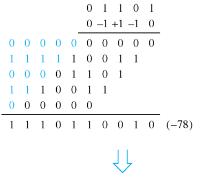 0 1 1 0 1
0 −1 +1 −1 0
0 0 0 0 0 0 0 0 0 0
1 1 1 1 1 0 0 1 1
0 0 0 0 1 1 0 1
1 1 1 0 0 1 1
0 0 0 0 0 0
1 1 1 0 1 1 0 0 1 0 (−78)